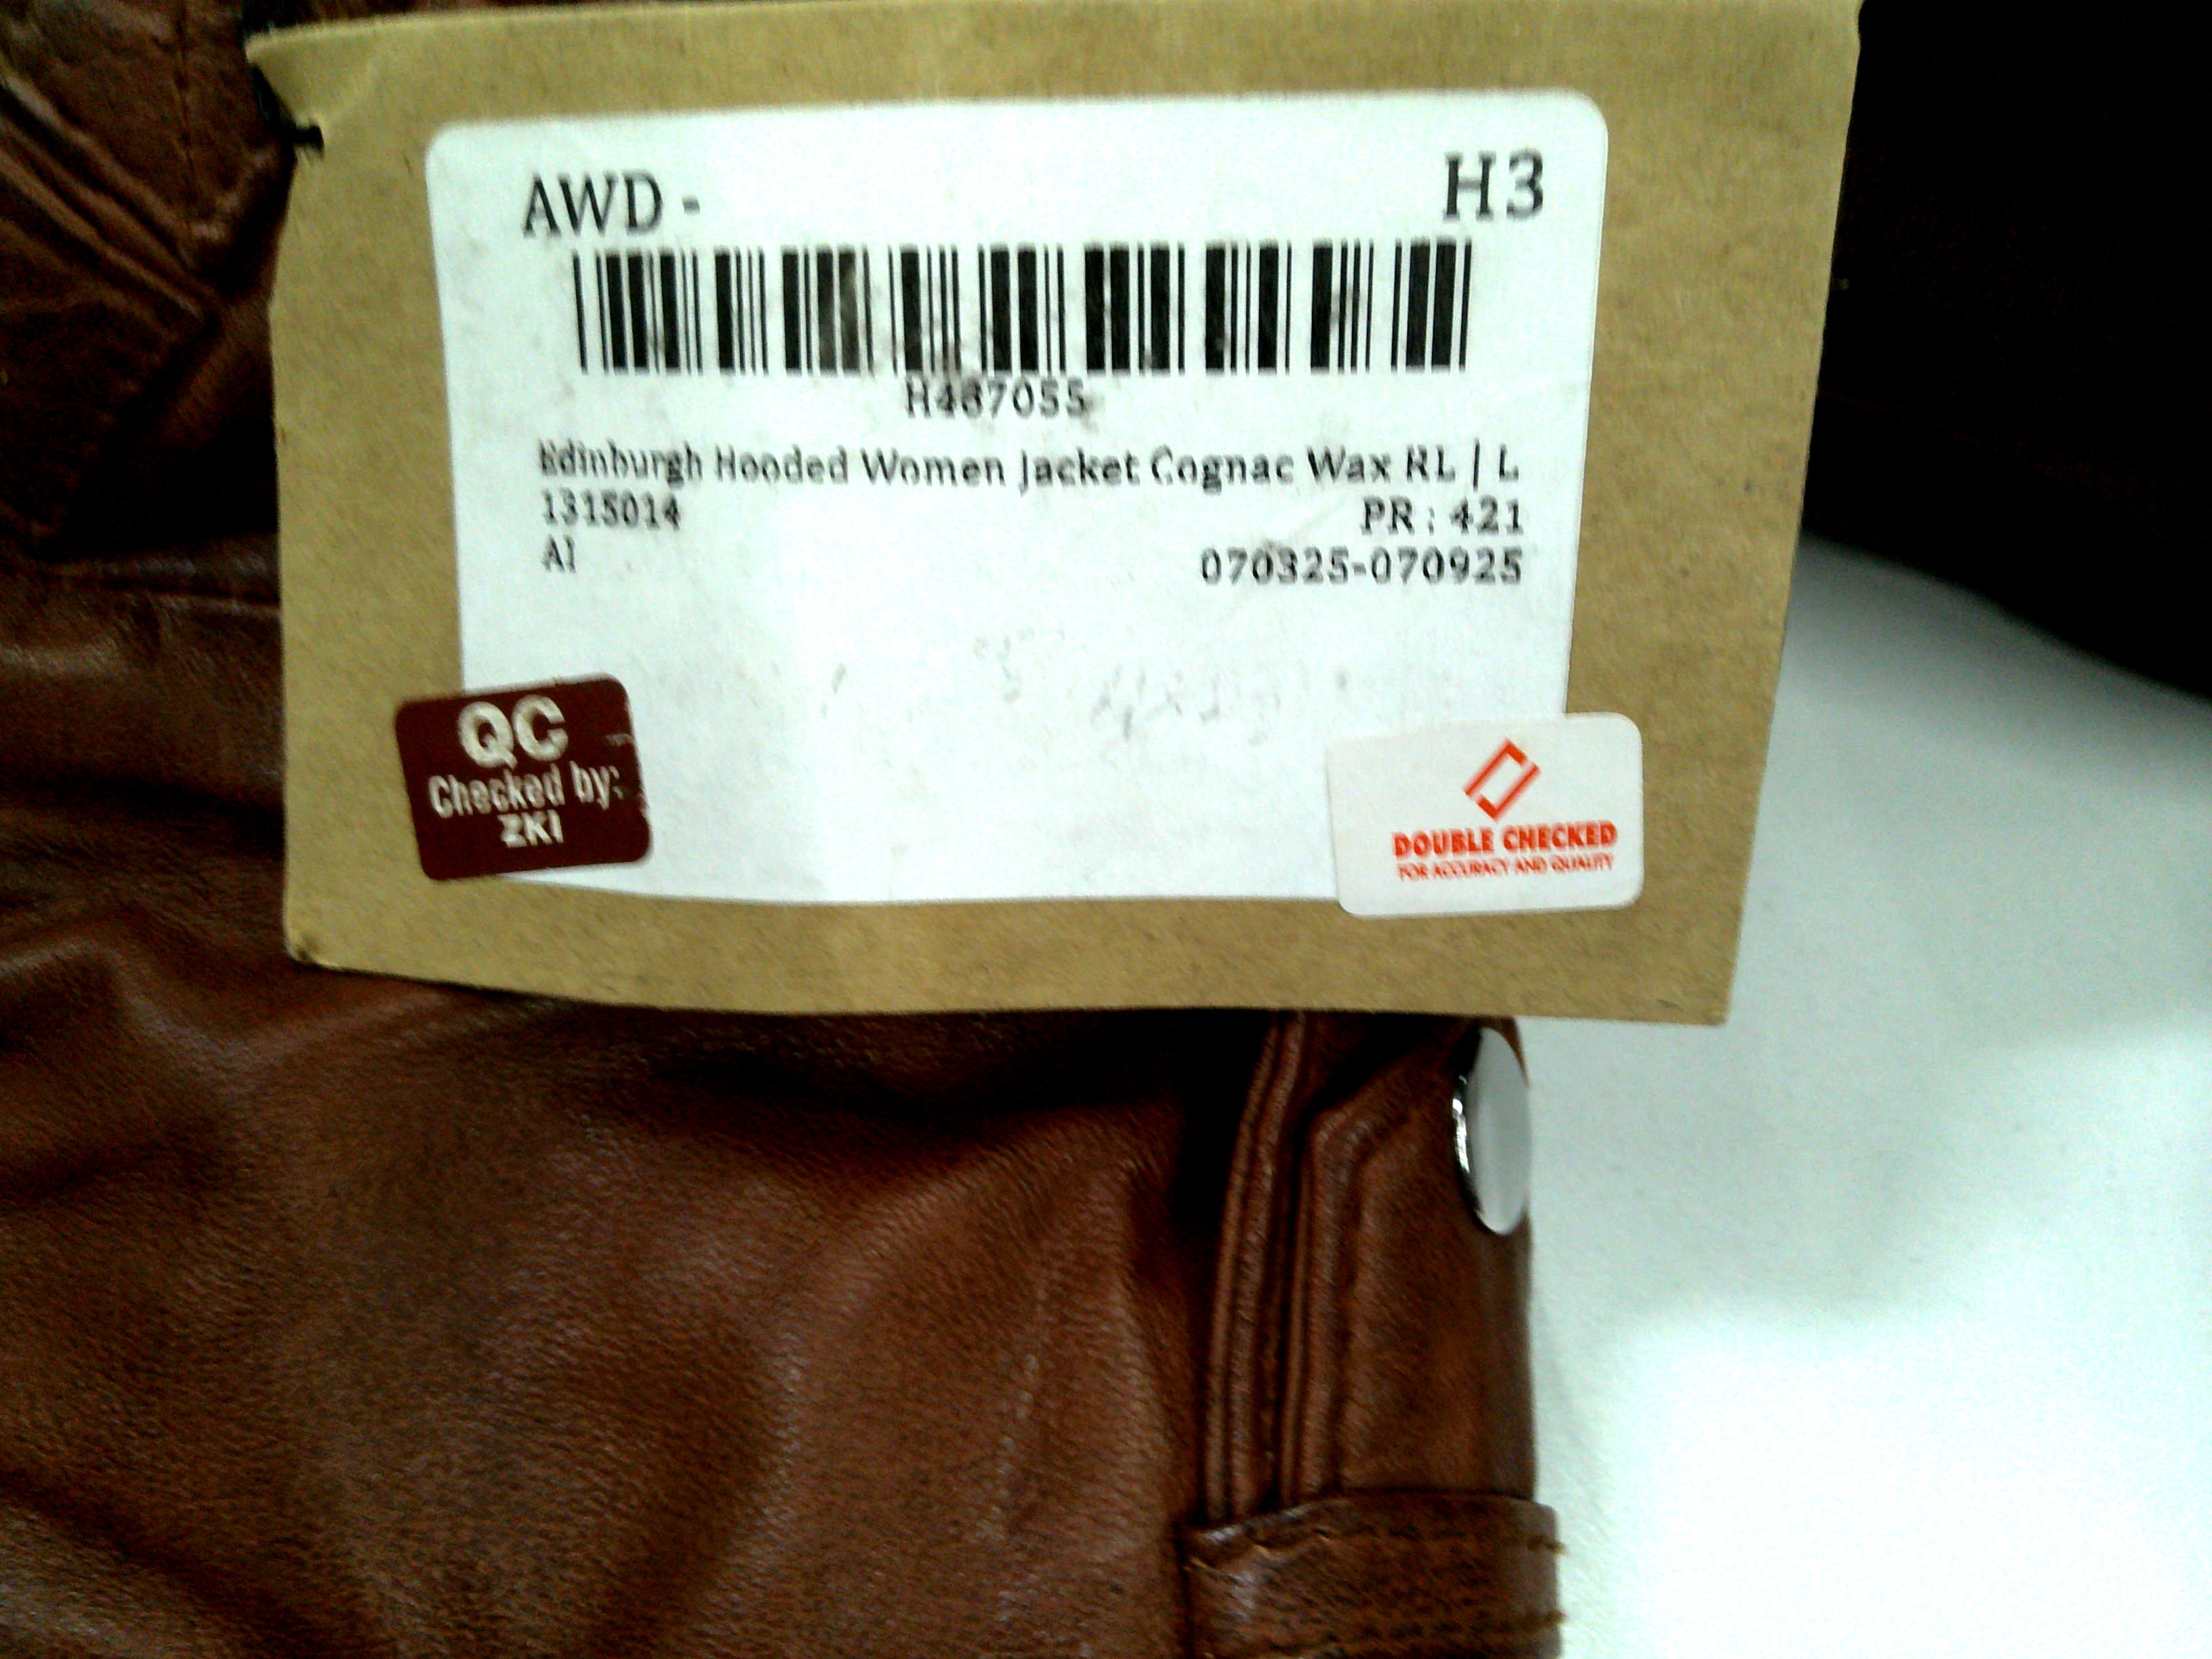 AWD - H3
H487055
Edinburgh Hooded Women Jacket Cognac Wax RL | L
1315014 PR : 421
AI 070325-070925
QC
Checked by:
ZKI
DOUBLE CHECKED
FOR ACCURACY AND QUALITY